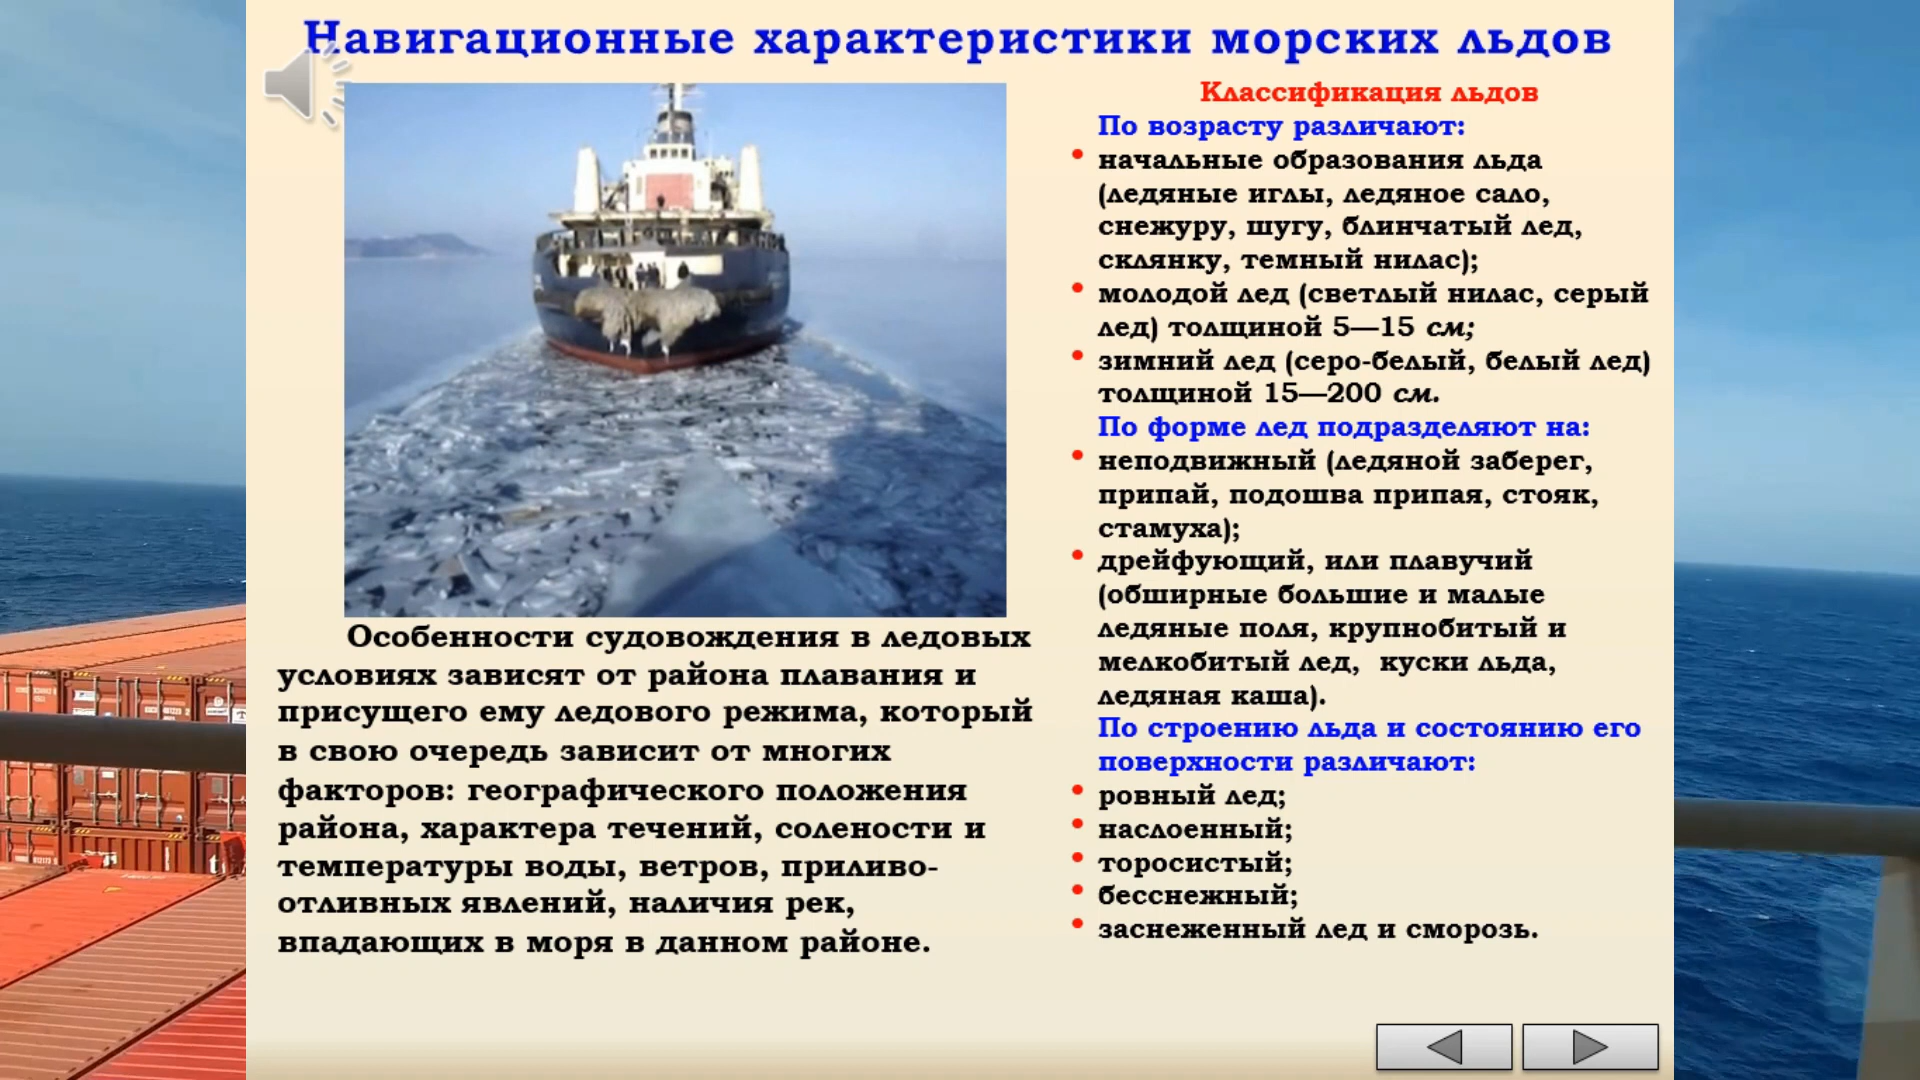 Навигационные характеристики морских льдов
Особенности судовождения в ледовых
условиях зависят от района плавания и
присущего ему ледового режима, который
в свою очередь зависит от многих
факторов: географического положения
района, характера течений, солености и
температуры воды, ветров, приливо-
отливных явлений, наличия рек,
впадающих в моря в данном районе.
Классификация льдов
По возрасту различают:
• начальные образования льда
(ледяные иглы, ледяное сало,
снежуру, шугу, блинчатый лед,
склянку, темный нилас);
• молодой лед (светлый нилас, серый
лед) толщиной 5—15 см;
• зимний лед (серо-белый, белый лед)
толщиной 15—200 см.
По форме лед подразделяют на:
• неподвижный (ледяной заберег,
припай, подошва припая, стояк,
стамуха);
• дрейфующий, или плавучий
(обширные большие и малые
ледяные поля, крупнобитый и
мелкобитый лед, куски льда,
ледяная каша).
По строению льда и состоянию его
поверхности различают:
• ровный лед;
• наслоенный;
• торосистый;
• бесснежный;
• заснеженный лед и сморозь.